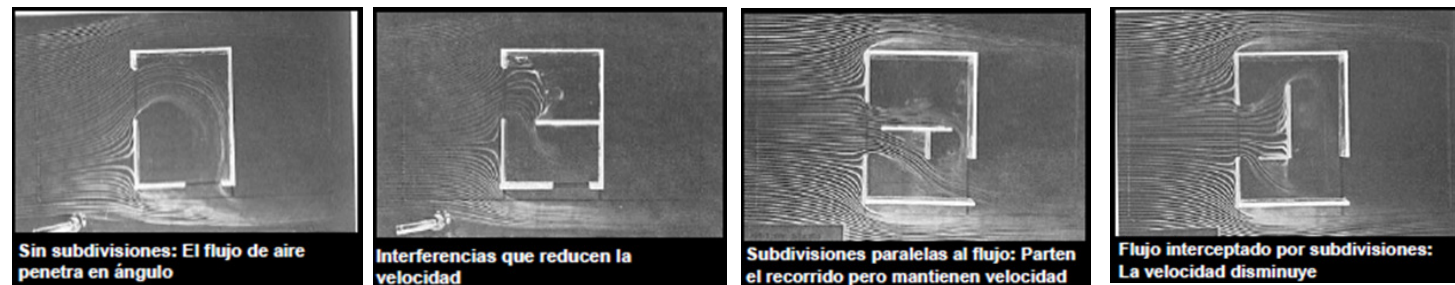 Sin subdivisiones: El flujo de aire
penetra en ángulo
Interferencias que reducen la
velocidad
Subdivisiones paralelas al flujo: Parten
el recorrido pero mantienen velocidad
Flujo interceptado por subdivisiones:
La velocidad disminuye